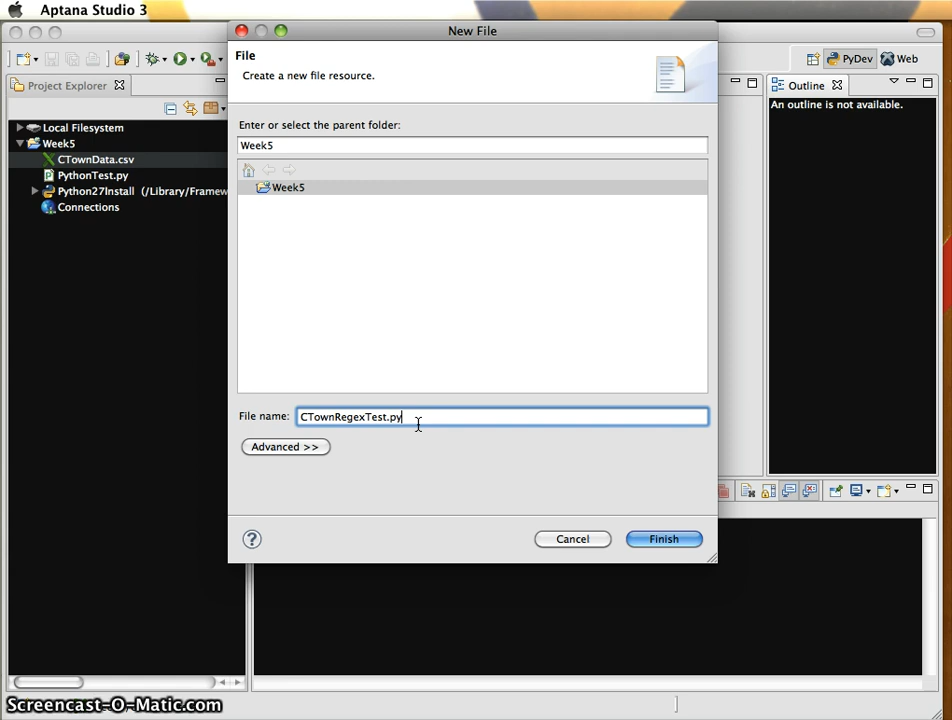 Aptana Studio 3
New File
File
Create a new file resource.
PyDev
Web
Project Explorer
Outline
Enter or select the parent folder:
An outline is not available.
Local Filesystem
Week5
Week5
CTownData.csv
PythonTest.py
Week5
Python27Install (/Library/Framew
Connections
File name: CTownRegexTest.py
Advanced >>
? Cancel Finish
Screencast-O-Matic.com